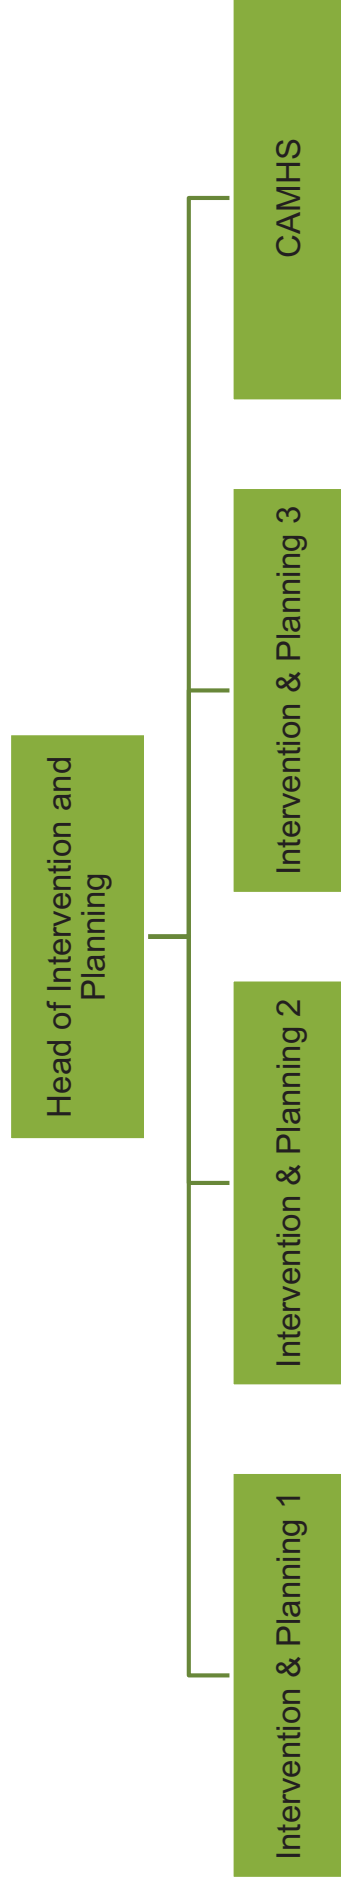 Head of Intervention and
Planning
Intervention & Planning 1
Intervention & Planning 2
Intervention & Planning 3
CAMHS